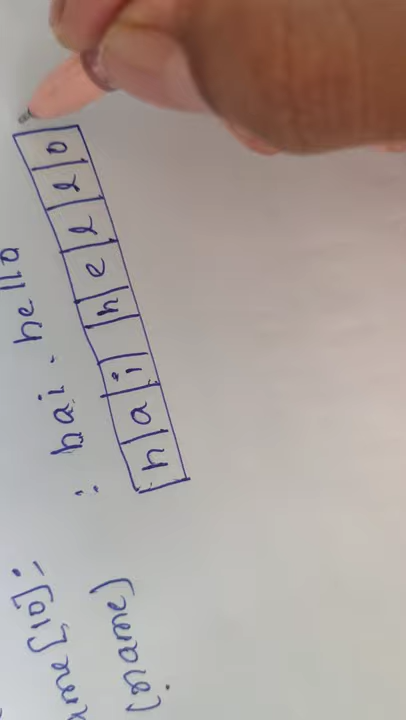 ame[10]:
: hai. hello
(name)
h a i h e l l o